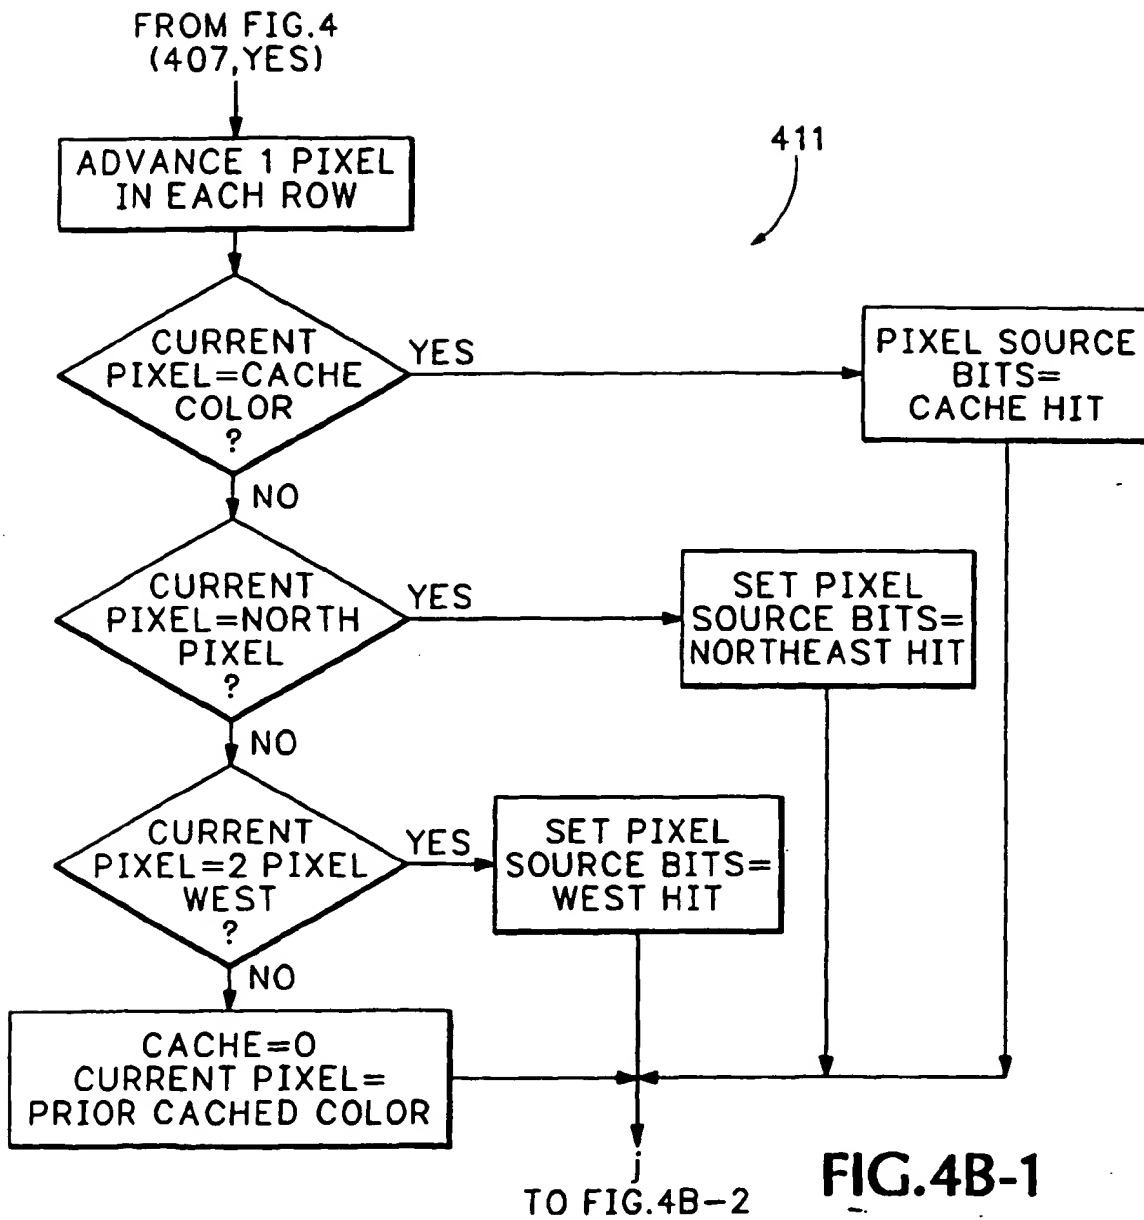 FROM FIG.4
(407,YES)
ADVANCE 1 PIXEL
IN EACH ROW
411
CURRENT
PIXEL=CACHE
COLOR
?
YES
PIXEL SOURCE
BITS=
CACHE HIT
NO
CURRENT
PIXEL=NORTH
PIXEL
?
YES
SET PIXEL
SOURCE BITS=
NORTHEAST HIT
NO
CURRENT
PIXEL=2 PIXEL
WEST
?
YES
SET PIXEL
SOURCE BITS=
WEST HIT
NO
CACHE=0
CURRENT PIXEL=
PRIOR CACHED COLOR
j
TO FIG.4B-2
FIG.4B-1